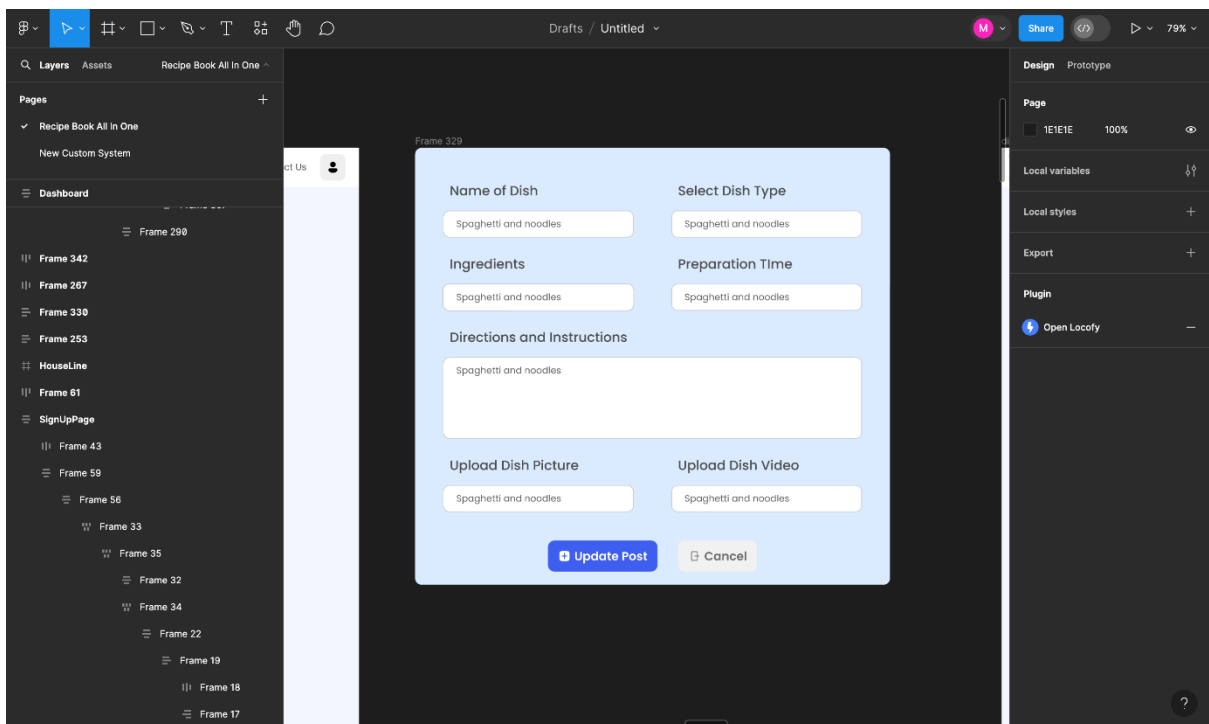 Drafts / Untitled
M
Share
</>
79%
Layers Assets Recipe Book All In One
Pages
Recipe Book All In One
New Custom System
Dashboard
Frame 290
Frame 342
Frame 267
Frame 330
Frame 253
HouseLine
Frame 61
SignUpPage
Frame 43
Frame 59
Frame 56
Frame 33
Frame 35
Frame 32
Frame 34
Frame 22
Frame 19
Frame 18
Frame 17
ct Us
Frame 329
Name of Dish Select Dish Type
Spaghetti and noodles Spaghetti and noodles
Ingredients Preparation TIme
Spaghetti and noodles Spaghetti and noodles
Directions and Instructions
Spaghetti and noodles
Upload Dish Picture Upload Dish Video
Spaghetti and noodles Spaghetti and noodles
Update Post Cancel
Design Prototype
Page
1E1E1E 100%
Local variables
Local styles
Export
Plugin
Open Locofy
?